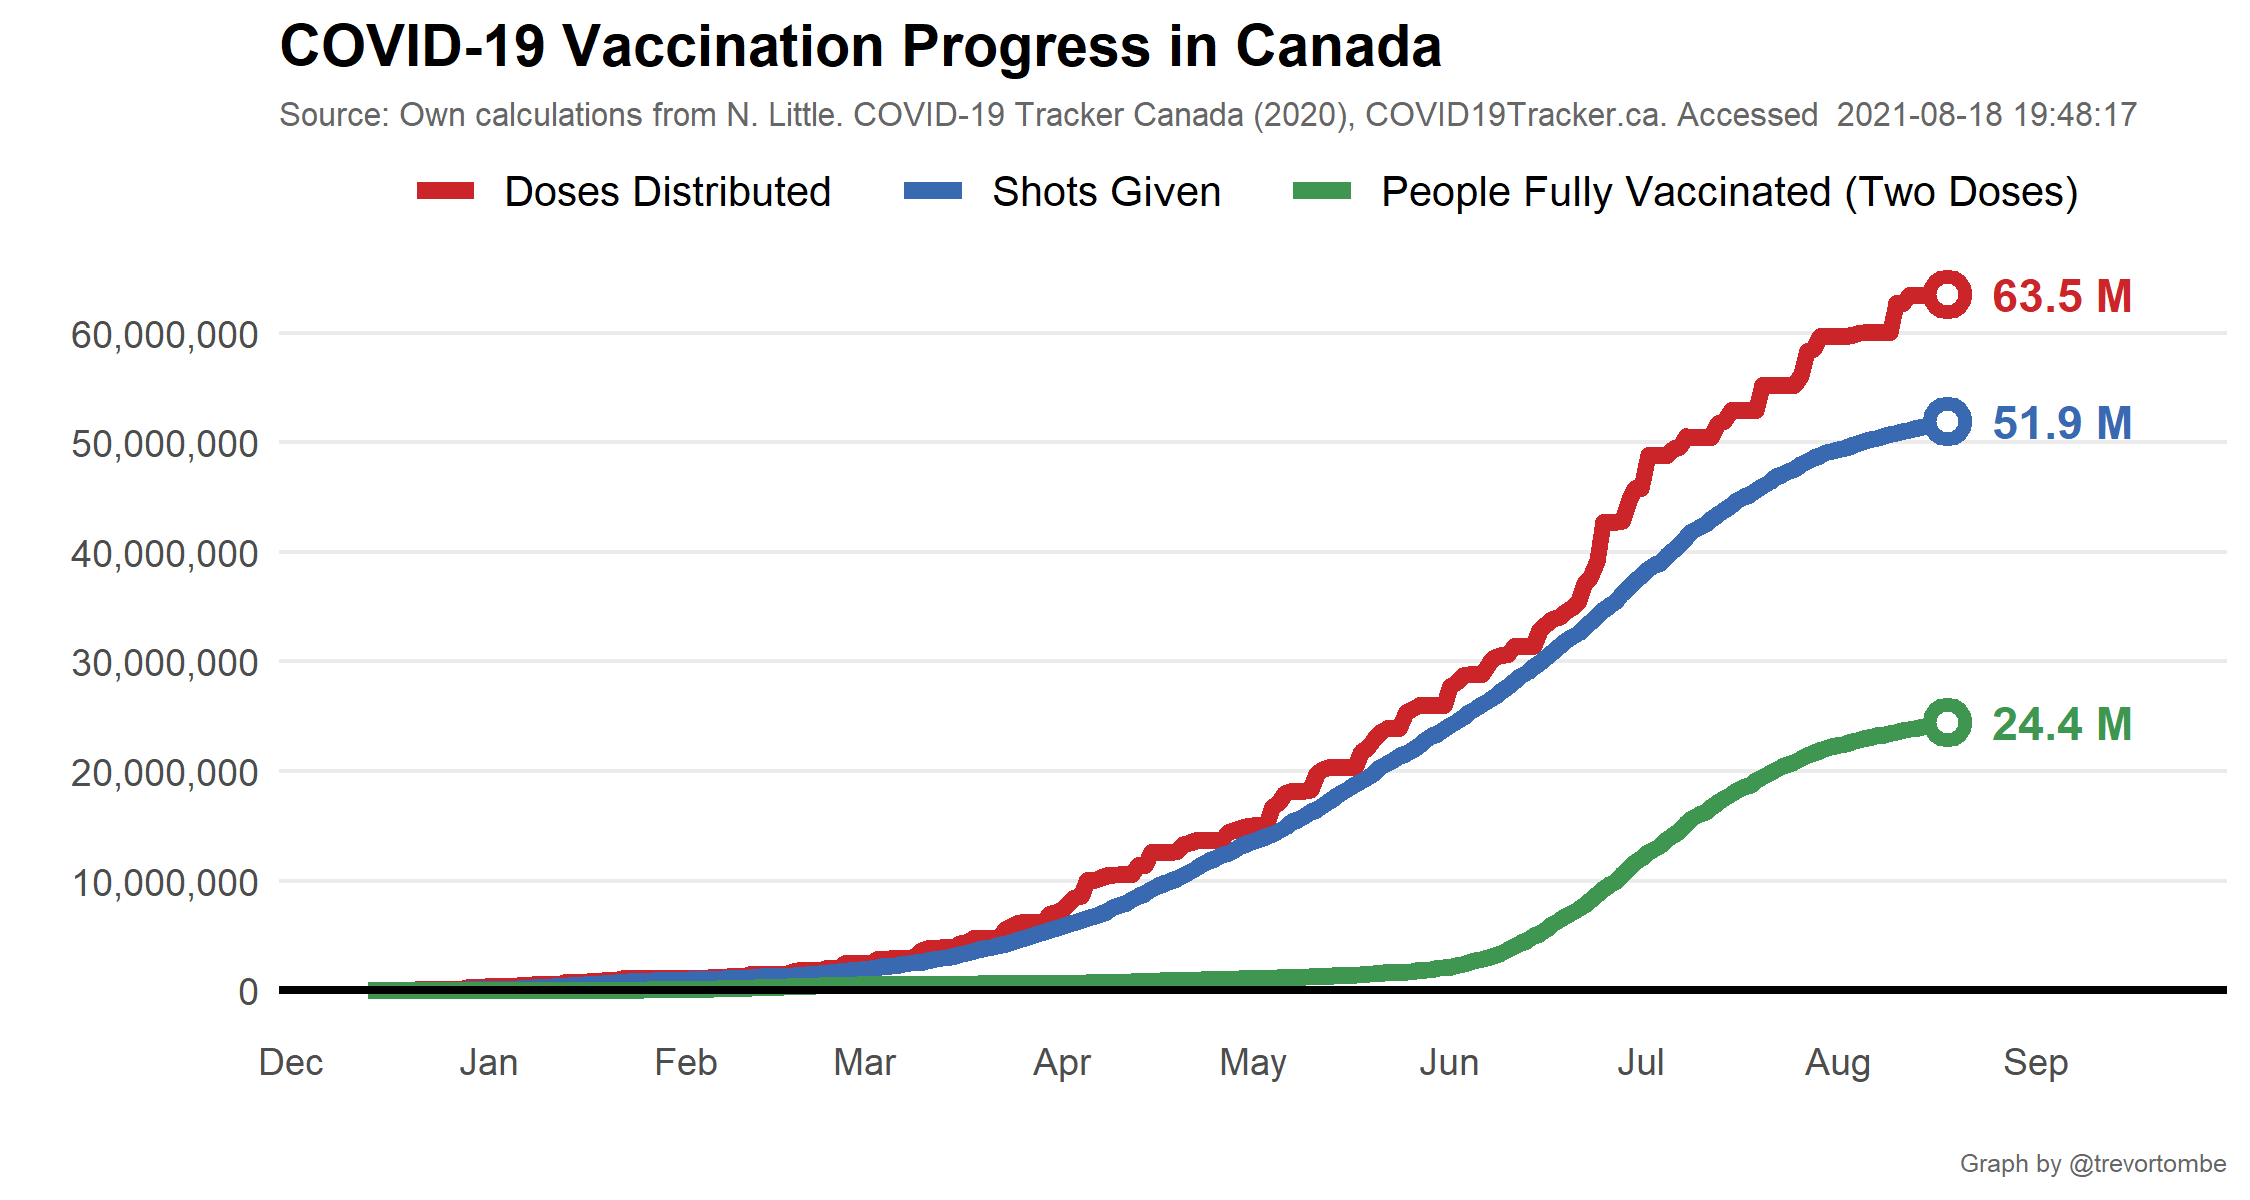 COVID-19 Vaccination Progress in Canada
Source: Own calculations from N. Little. COVID-19 Tracker Canada (2020), COVID19Tracker.ca. Accessed  2021-08-18 19:48:17
Doses Distributed Shots Given People Fully Vaccinated (Two Doses)
63.5 M
60,000,000
51.9 M
50,000,000
40,000,000
30,000,000
24.4 M
20,000,000
10,000,000
0
Dec Jan Feb Mar Apr May Jun Jul Aug Sep
Graph by @trevortombe